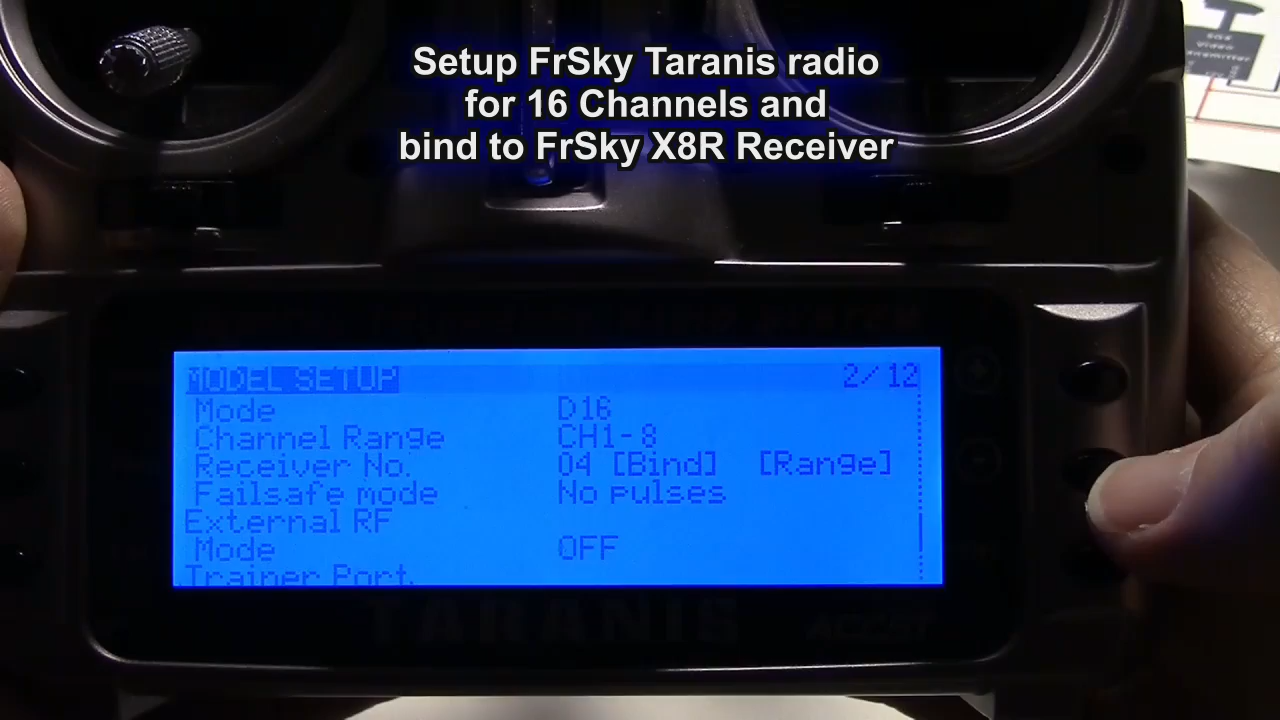 Setup FrSky Taranis radio
for 16 Channels and
bind to FrSky X8R Receiver
MODEL SETUP 2/12
Mode D16
Channel Range CH1-8
Receiver No. 04 [Bind] [Range]
Failsafe mode No pulses
External RF
Mode OFF
Trainer Port
TARANIS ACCST